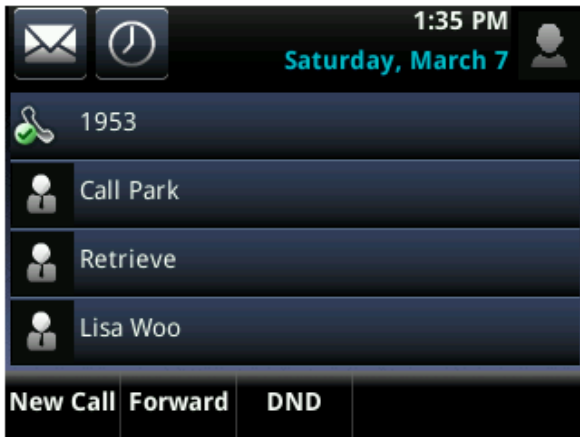 1:35 PM
Saturday, March 7
1953
Call Park
Retrieve
Lisa Woo
New Call Forward DND